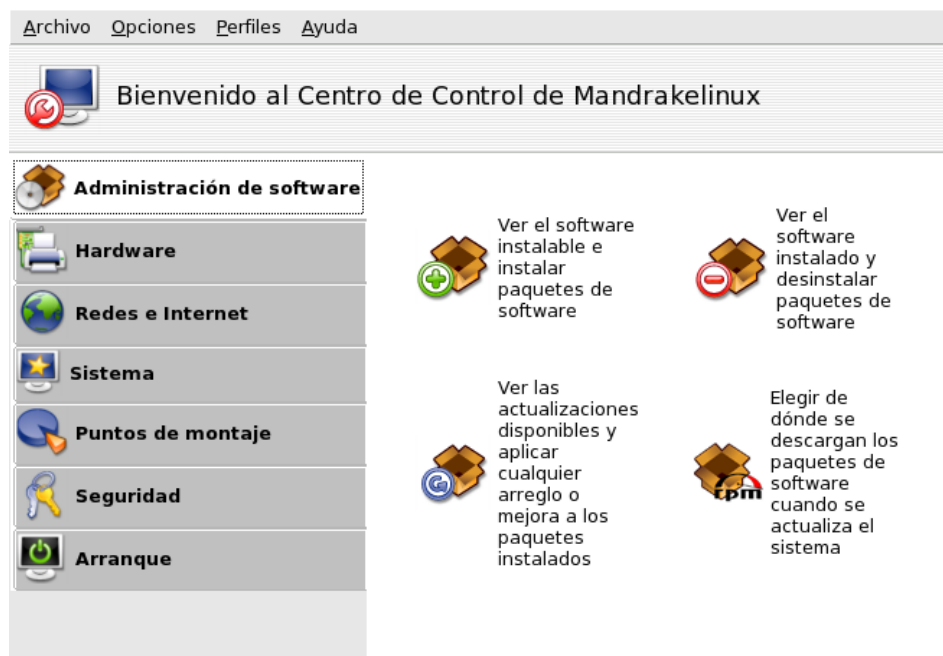 Archivo Opciones Perfiles Ayuda
Bienvenido al Centro de Control de Mandrakelinux
Administración de software
Hardware
Redes e Internet
Sistema
Puntos de montaje
Seguridad
Arranque
Ver el software
instalable e
instalar
paquetes de
software
Ver el
software
instalado y
desinstalar
paquetes de
software
Ver las
actualizaciones
disponibles y
aplicar
cualquier
arreglo o
mejora a los
paquetes
instalados
rpm
Elegir de
dónde se
descargan los
paquetes de
software
cuando se
actualiza el
sistema